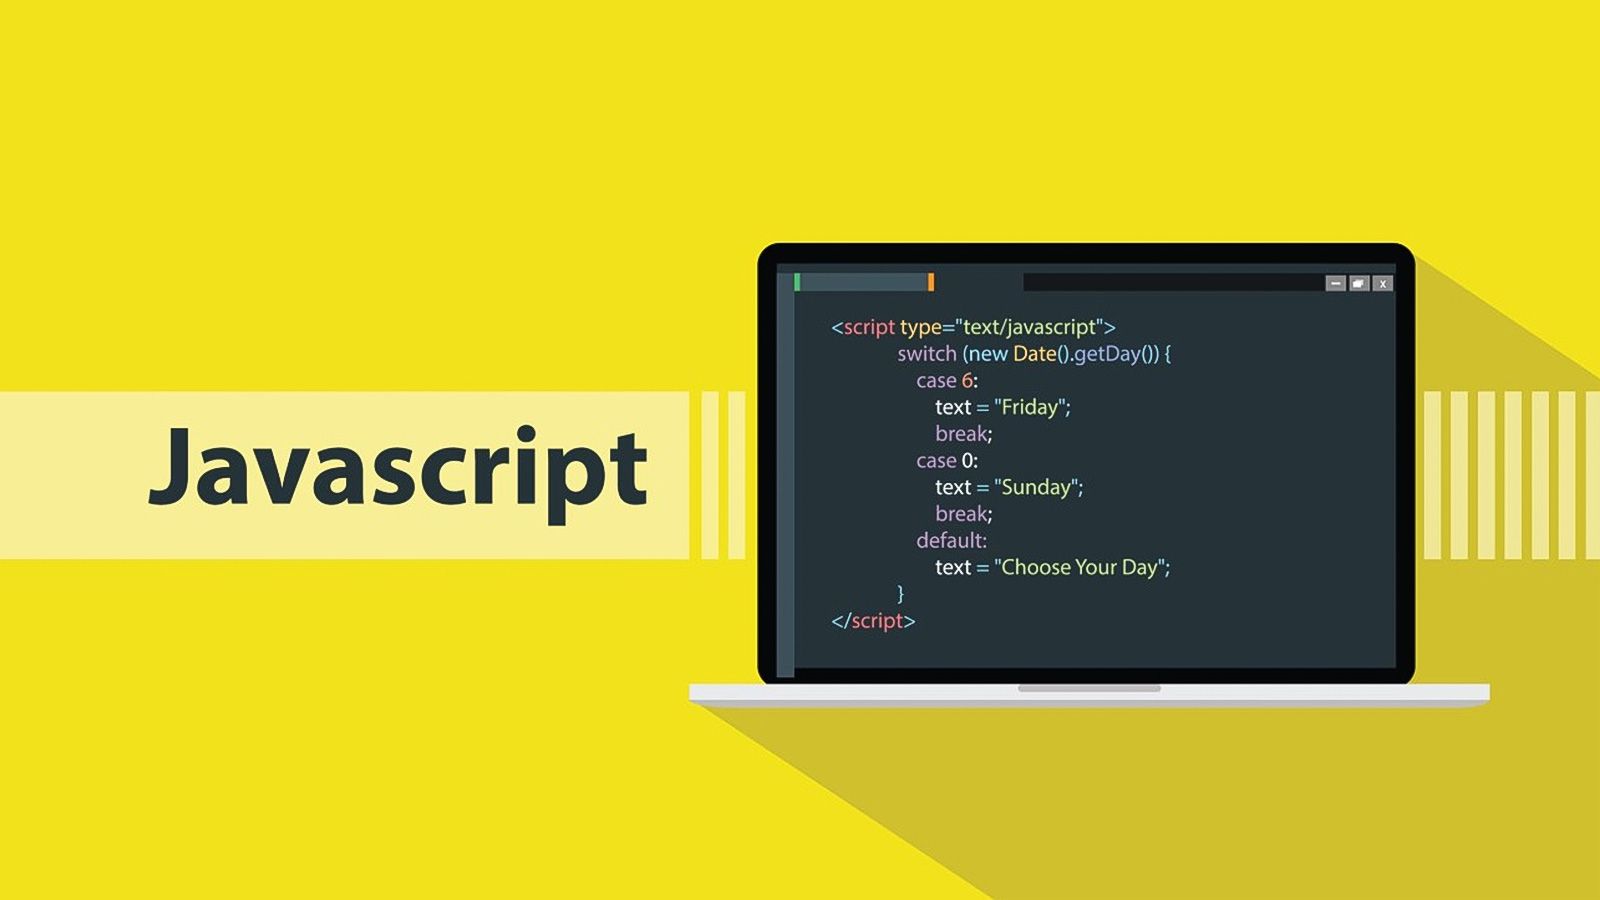 Javascript
<script type="text/javascript">
switch (new Date().getDay()) {
case 6:
text = "Friday";
break;
case 0:
text = "Sunday";
break;
default:
text = "Choose Your Day";
}
</script>